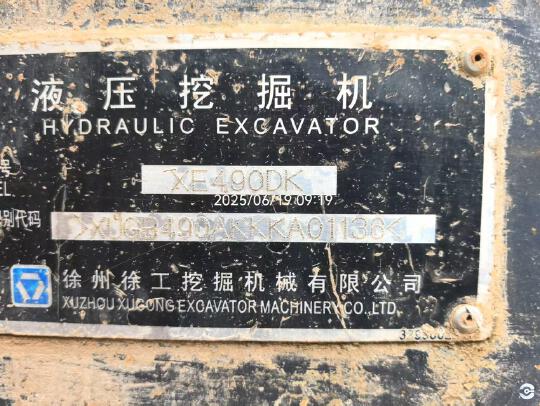 液压挖掘机
HYDRAULIC EXCAVATOR
号
EL
XE490DK
2025/06/19 09:19
别代码
徐州徐工挖掘机械有限公司
XUZHOU XUGONG EXCAVATOR MACHINERY CO.,LTD.